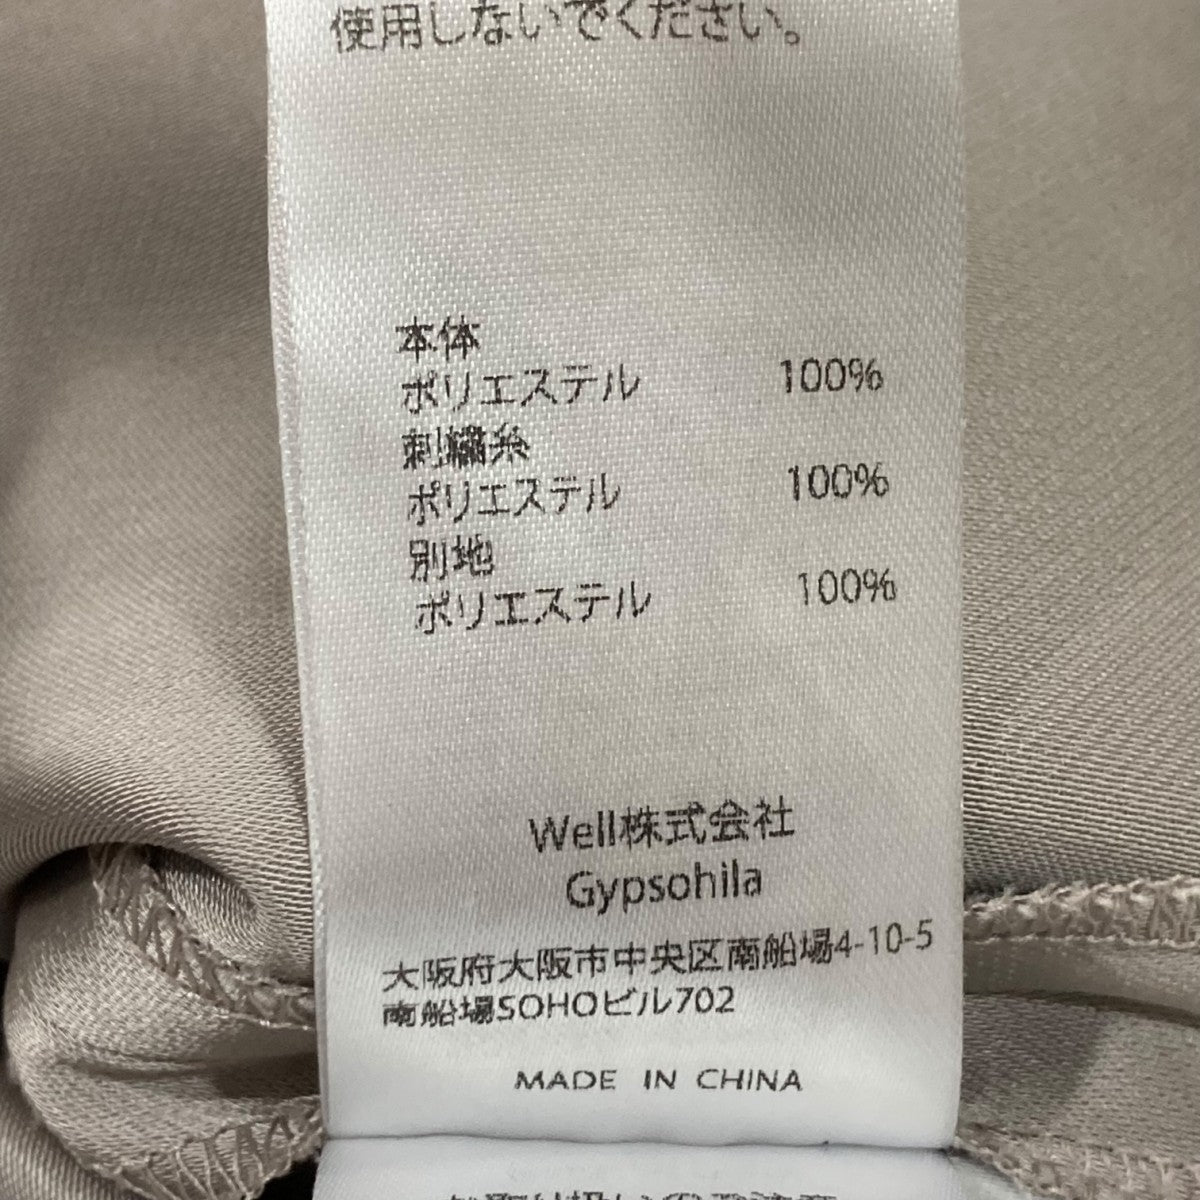 使用しないでください。
本体
ポリエステル 100%
刺繍糸
ポリエステル 100%
別地
ポリエステル 100%
Well株式会社
Gypsohila
大阪府大阪市中央区南船場4-10-5
南船場SOHOビル702
MADE IN CHINA